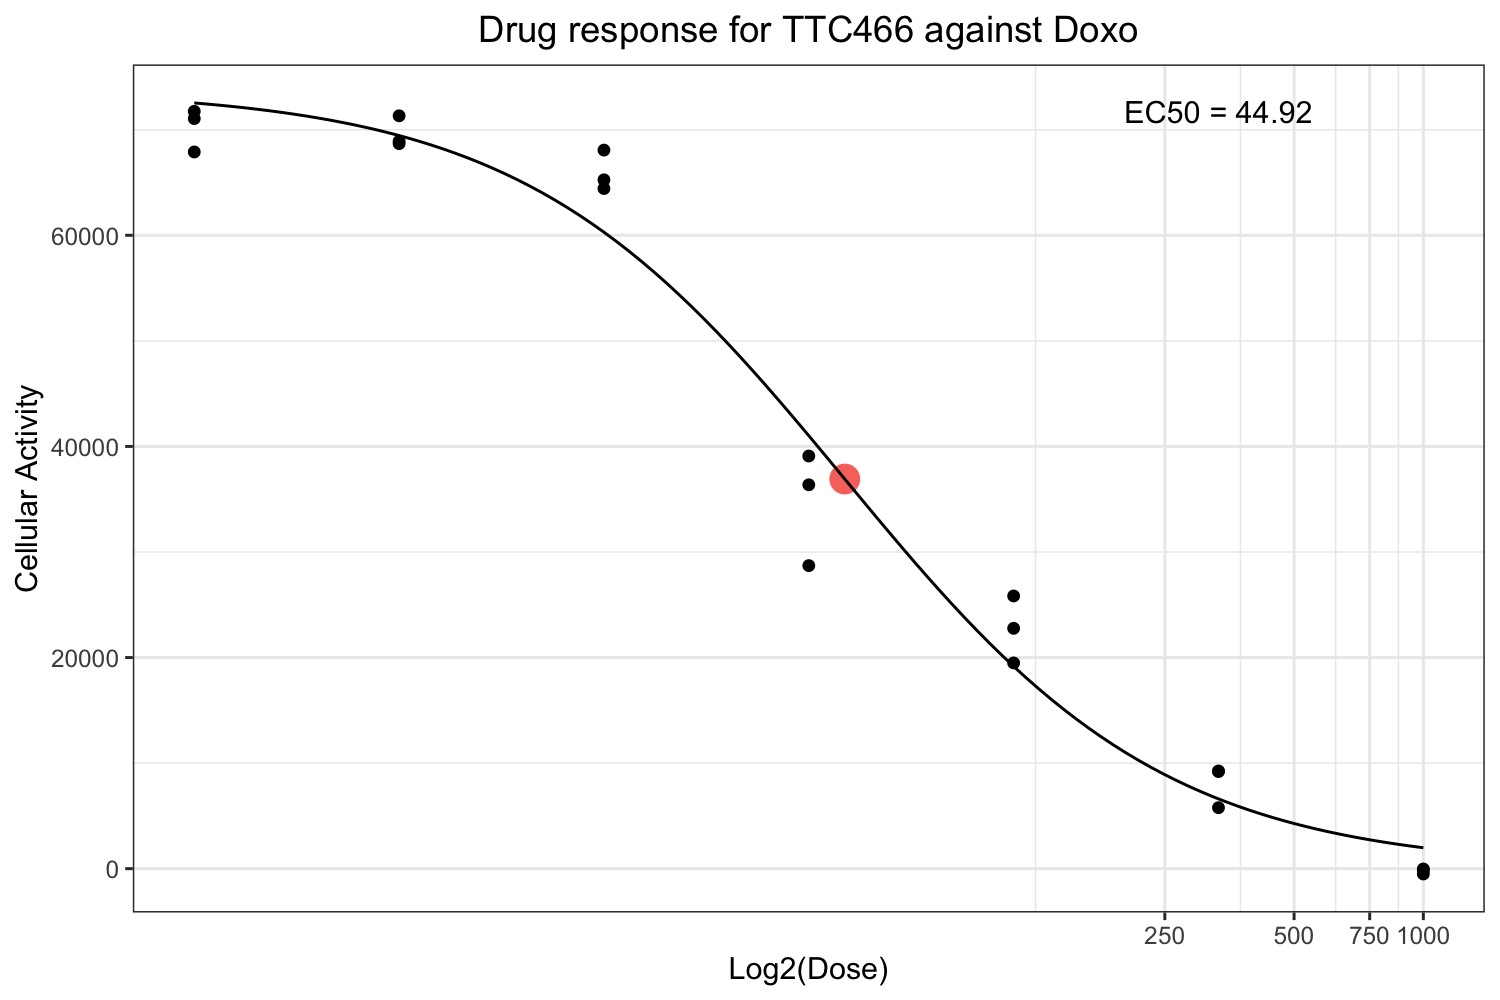 Drug response for TTC466 against Doxo
EC50 = 44.92
Cellular Activity
60000
40000
20000
0
250 500 750 1000
Log2(Dose)